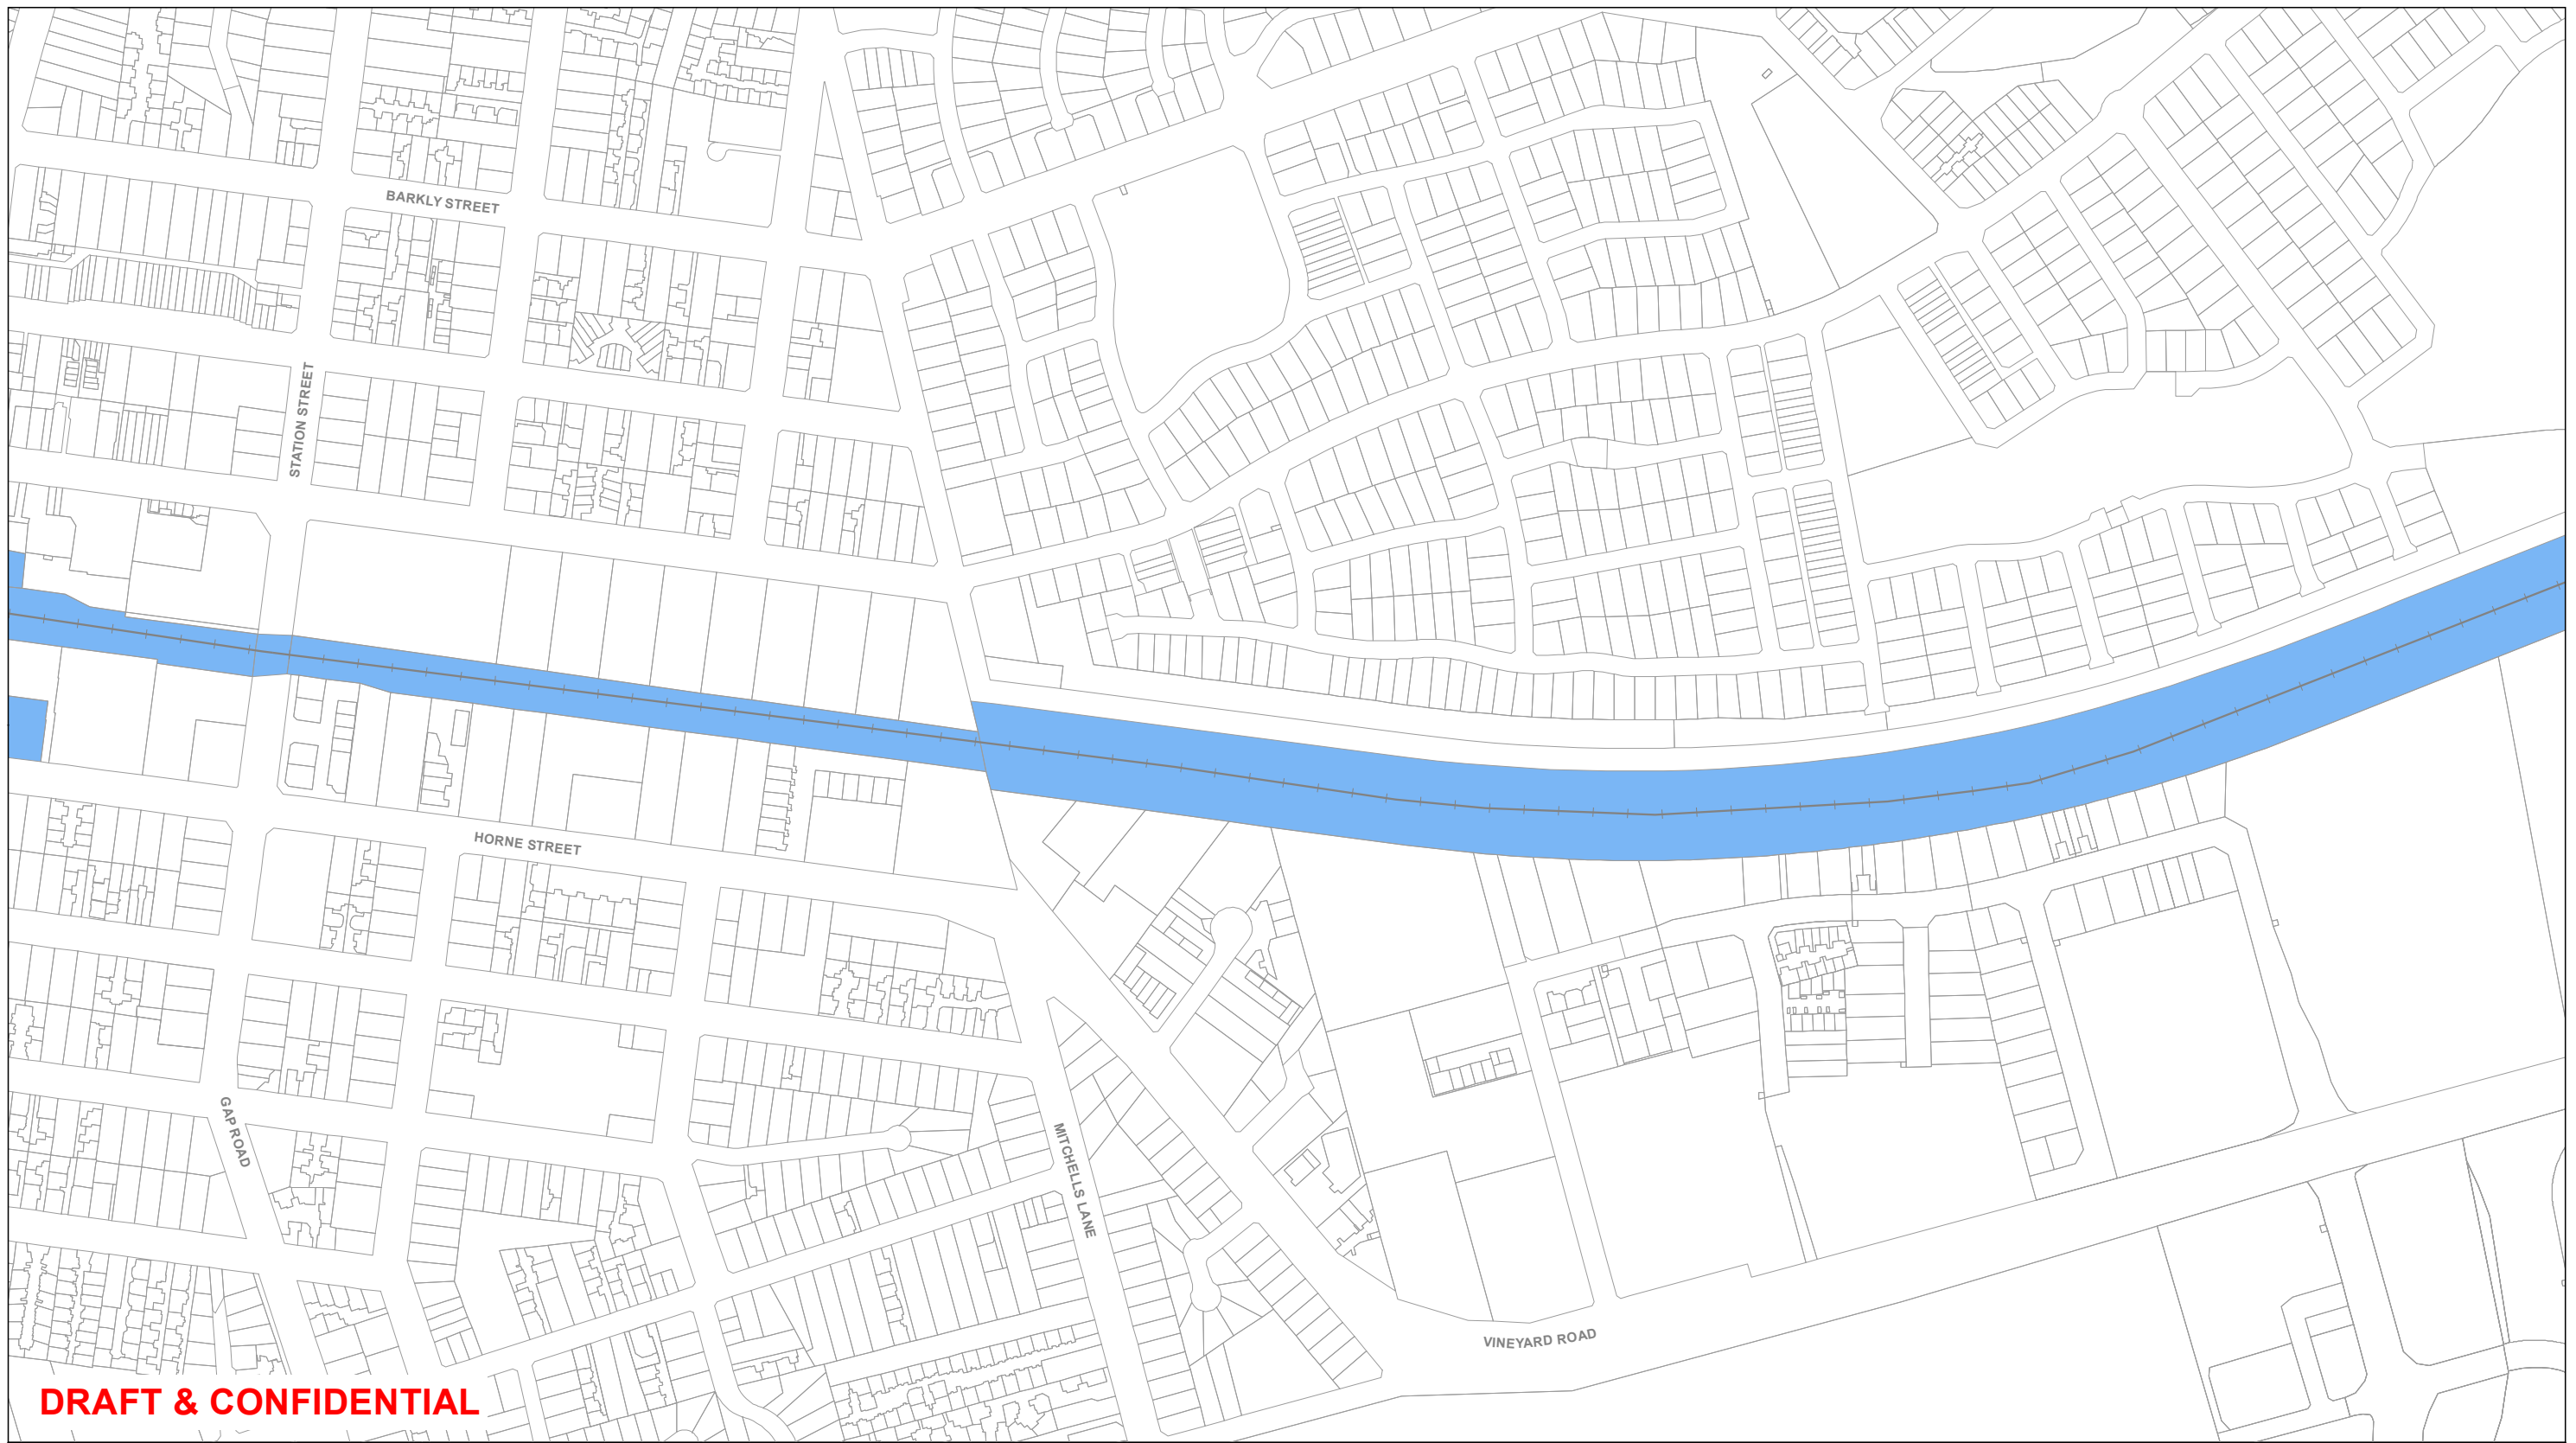 BARKLY STREET
STATION STREET
HORNE STREET
GAP ROAD
MITCHELLS LANE
VINEYARD ROAD
DRAFT & CONFIDENTIAL